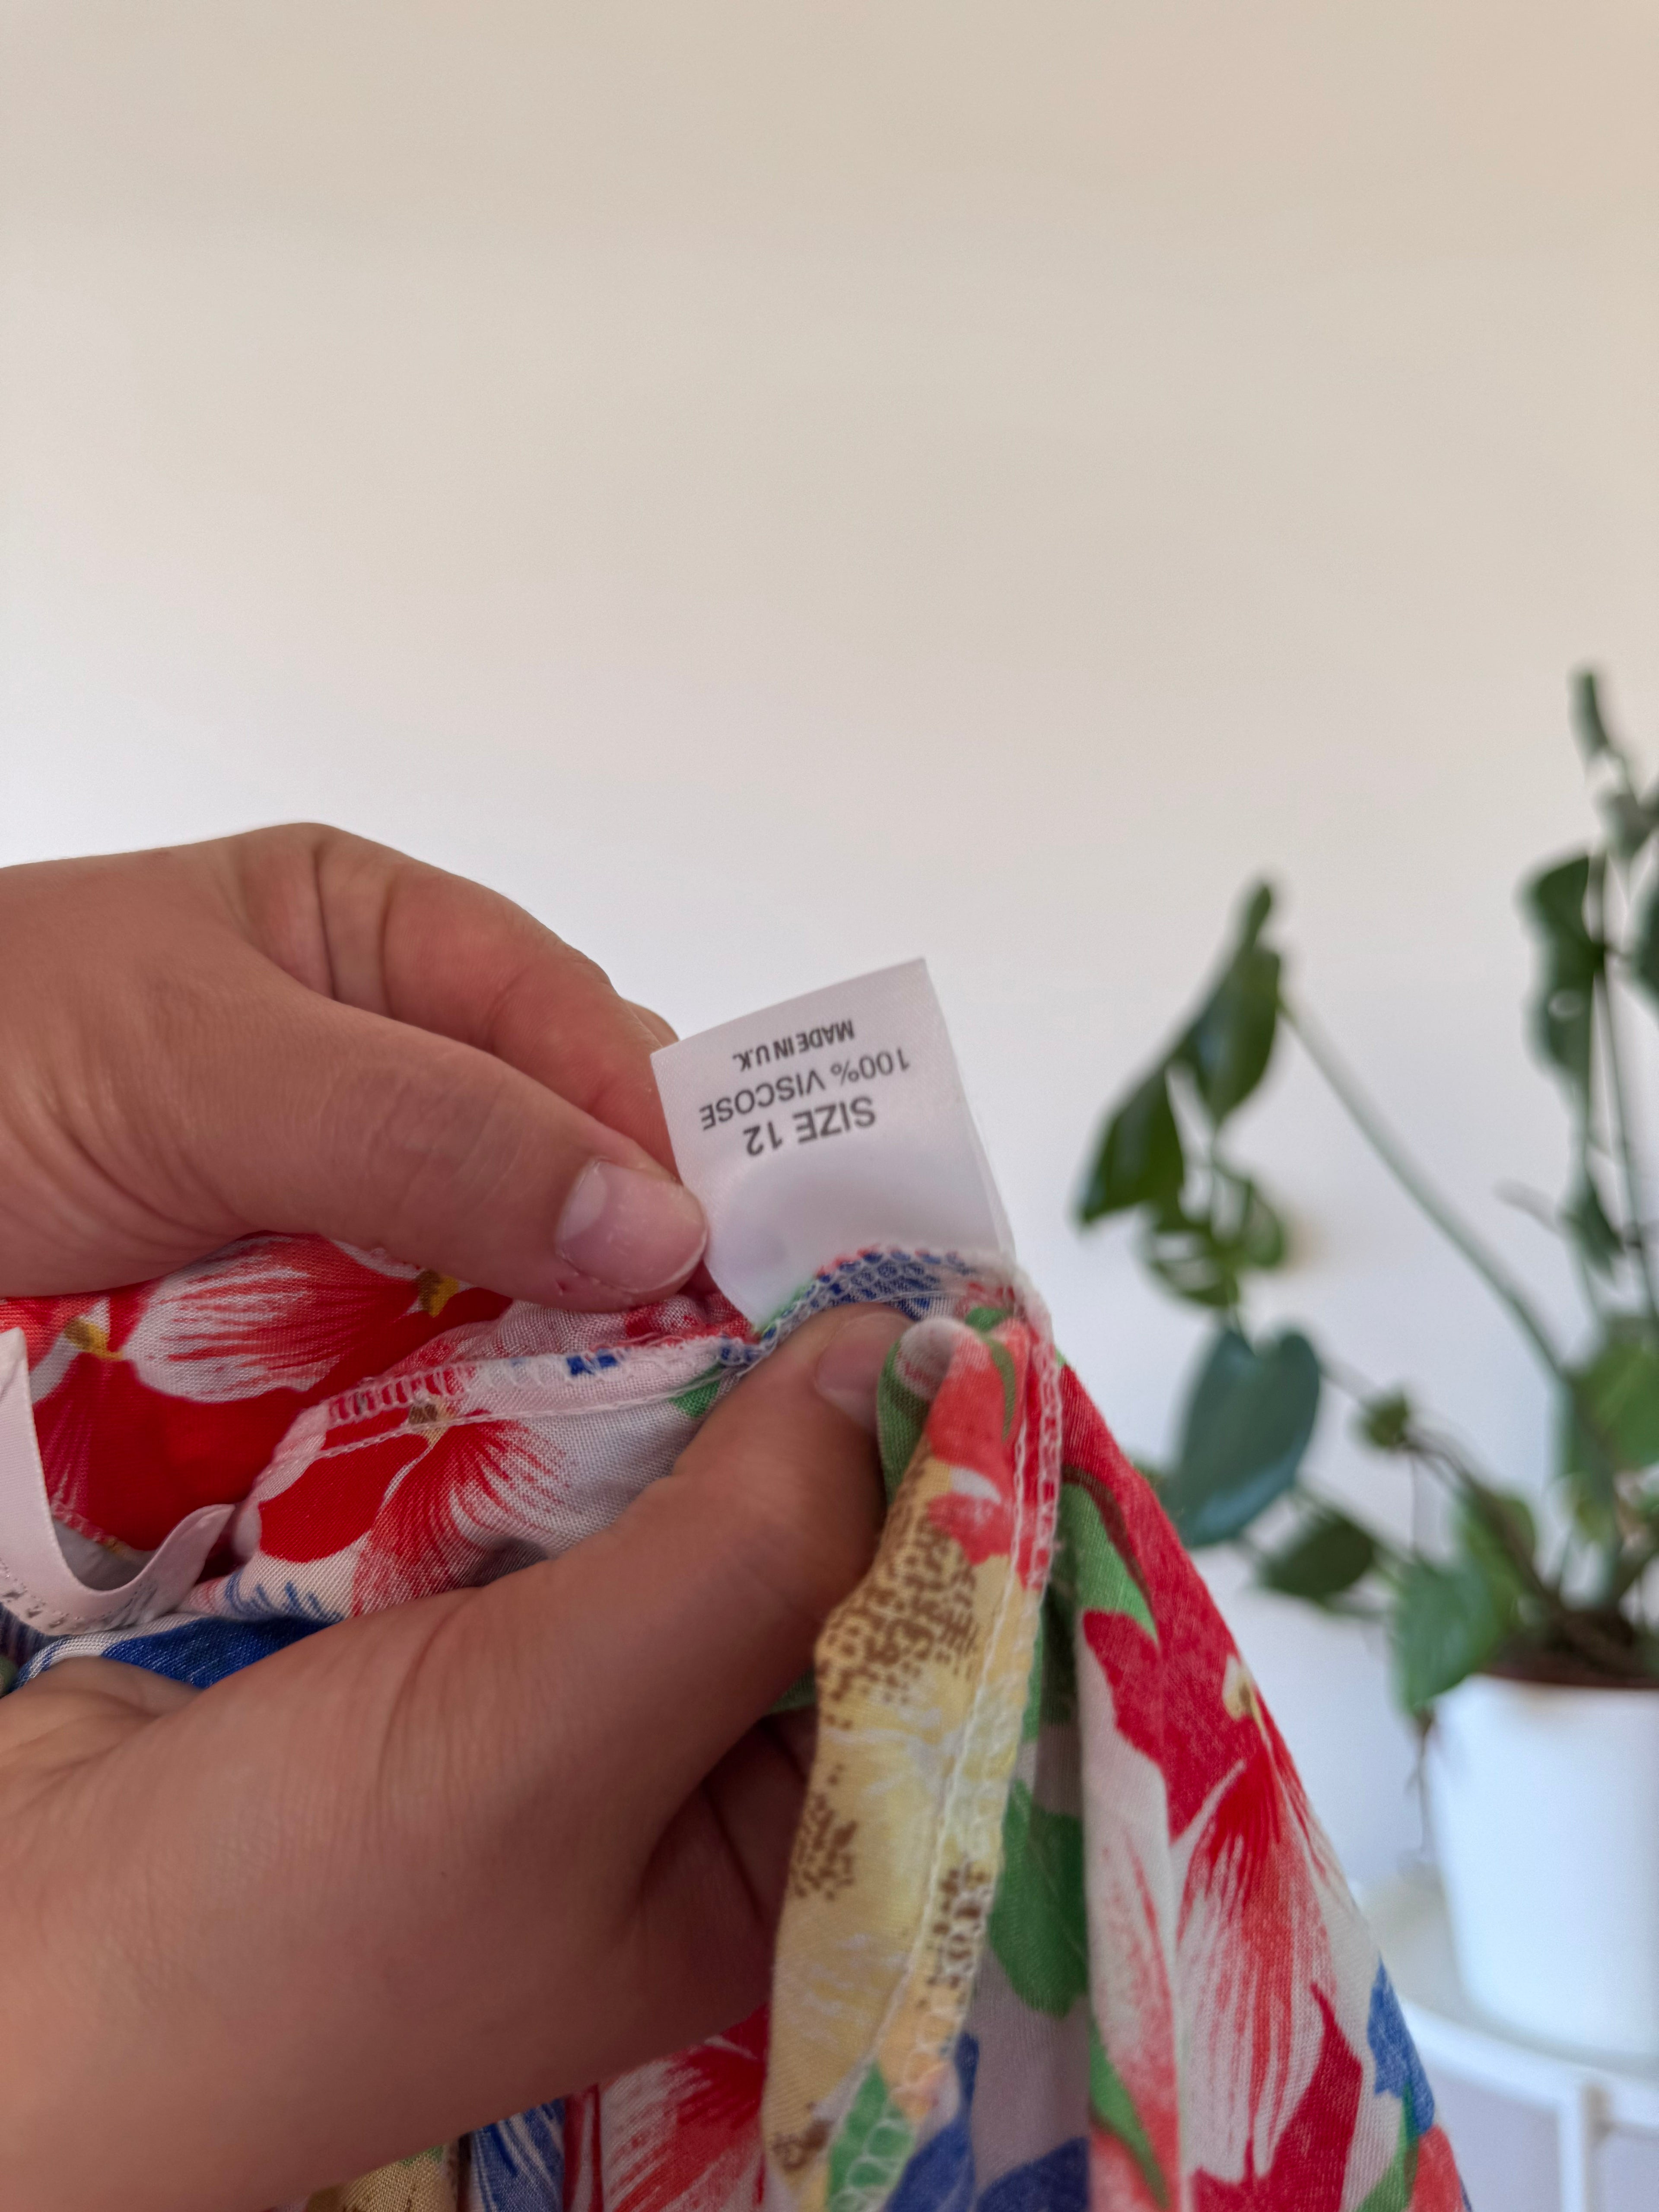 SIZE 12
100% VISCOSE
MADE IN U.K.